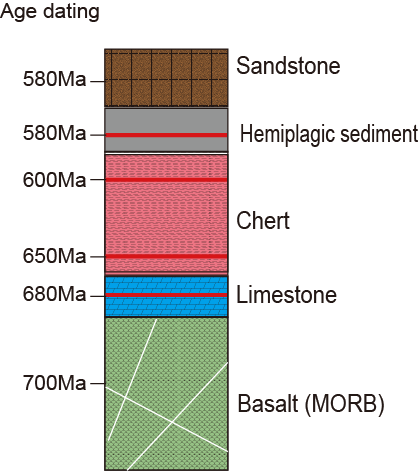 Age dating
Sandstone
580Ma
580Ma
Hemiplagic sediment
600Ma
Chert
650Ma
680Ma
Limestone
700Ma
Basalt (MORB)